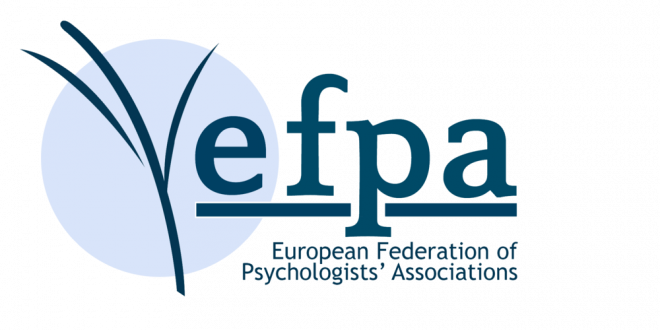 efpa
European Federation of
Psychologists’ Associations